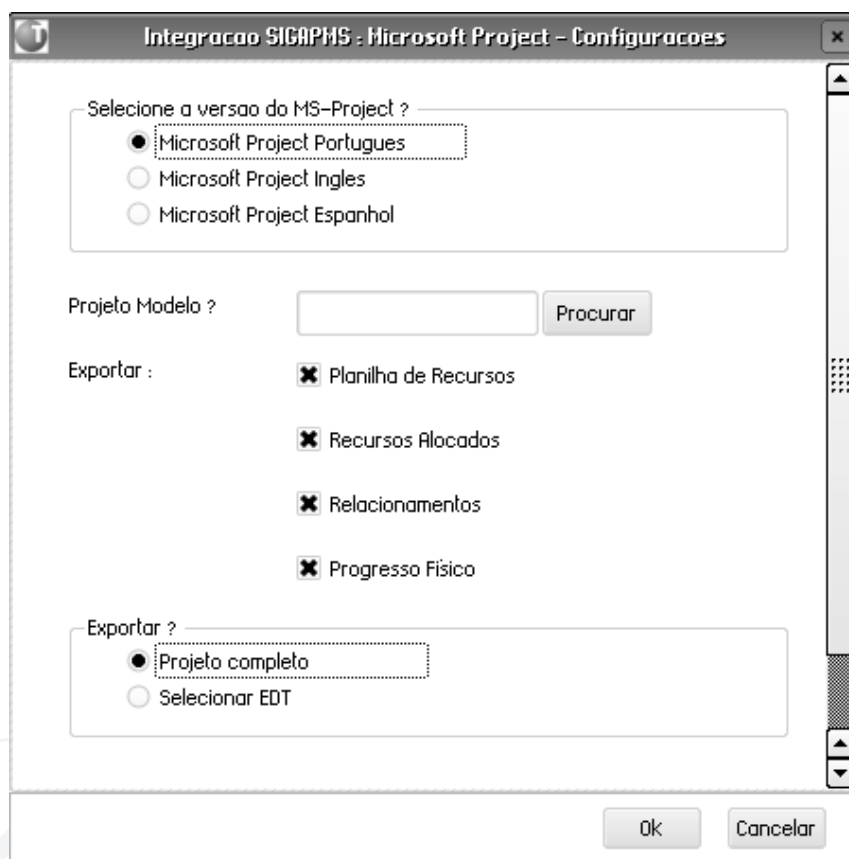 Integracao SIGAPMS : Microsoft Project - Configuracoes
Selecione a versao do MS-Project ?
Microsoft Project Portugues
Microsoft Project Ingles
Microsoft Project Espanhol
Projeto Modelo ?
Procurar
Exportar :
Planilha de Recursos
Recursos Alocados
Relacionamentos
Progresso Físico
Exportar ?
Projeto completo
Selecionar EDT
Ok
Cancelar